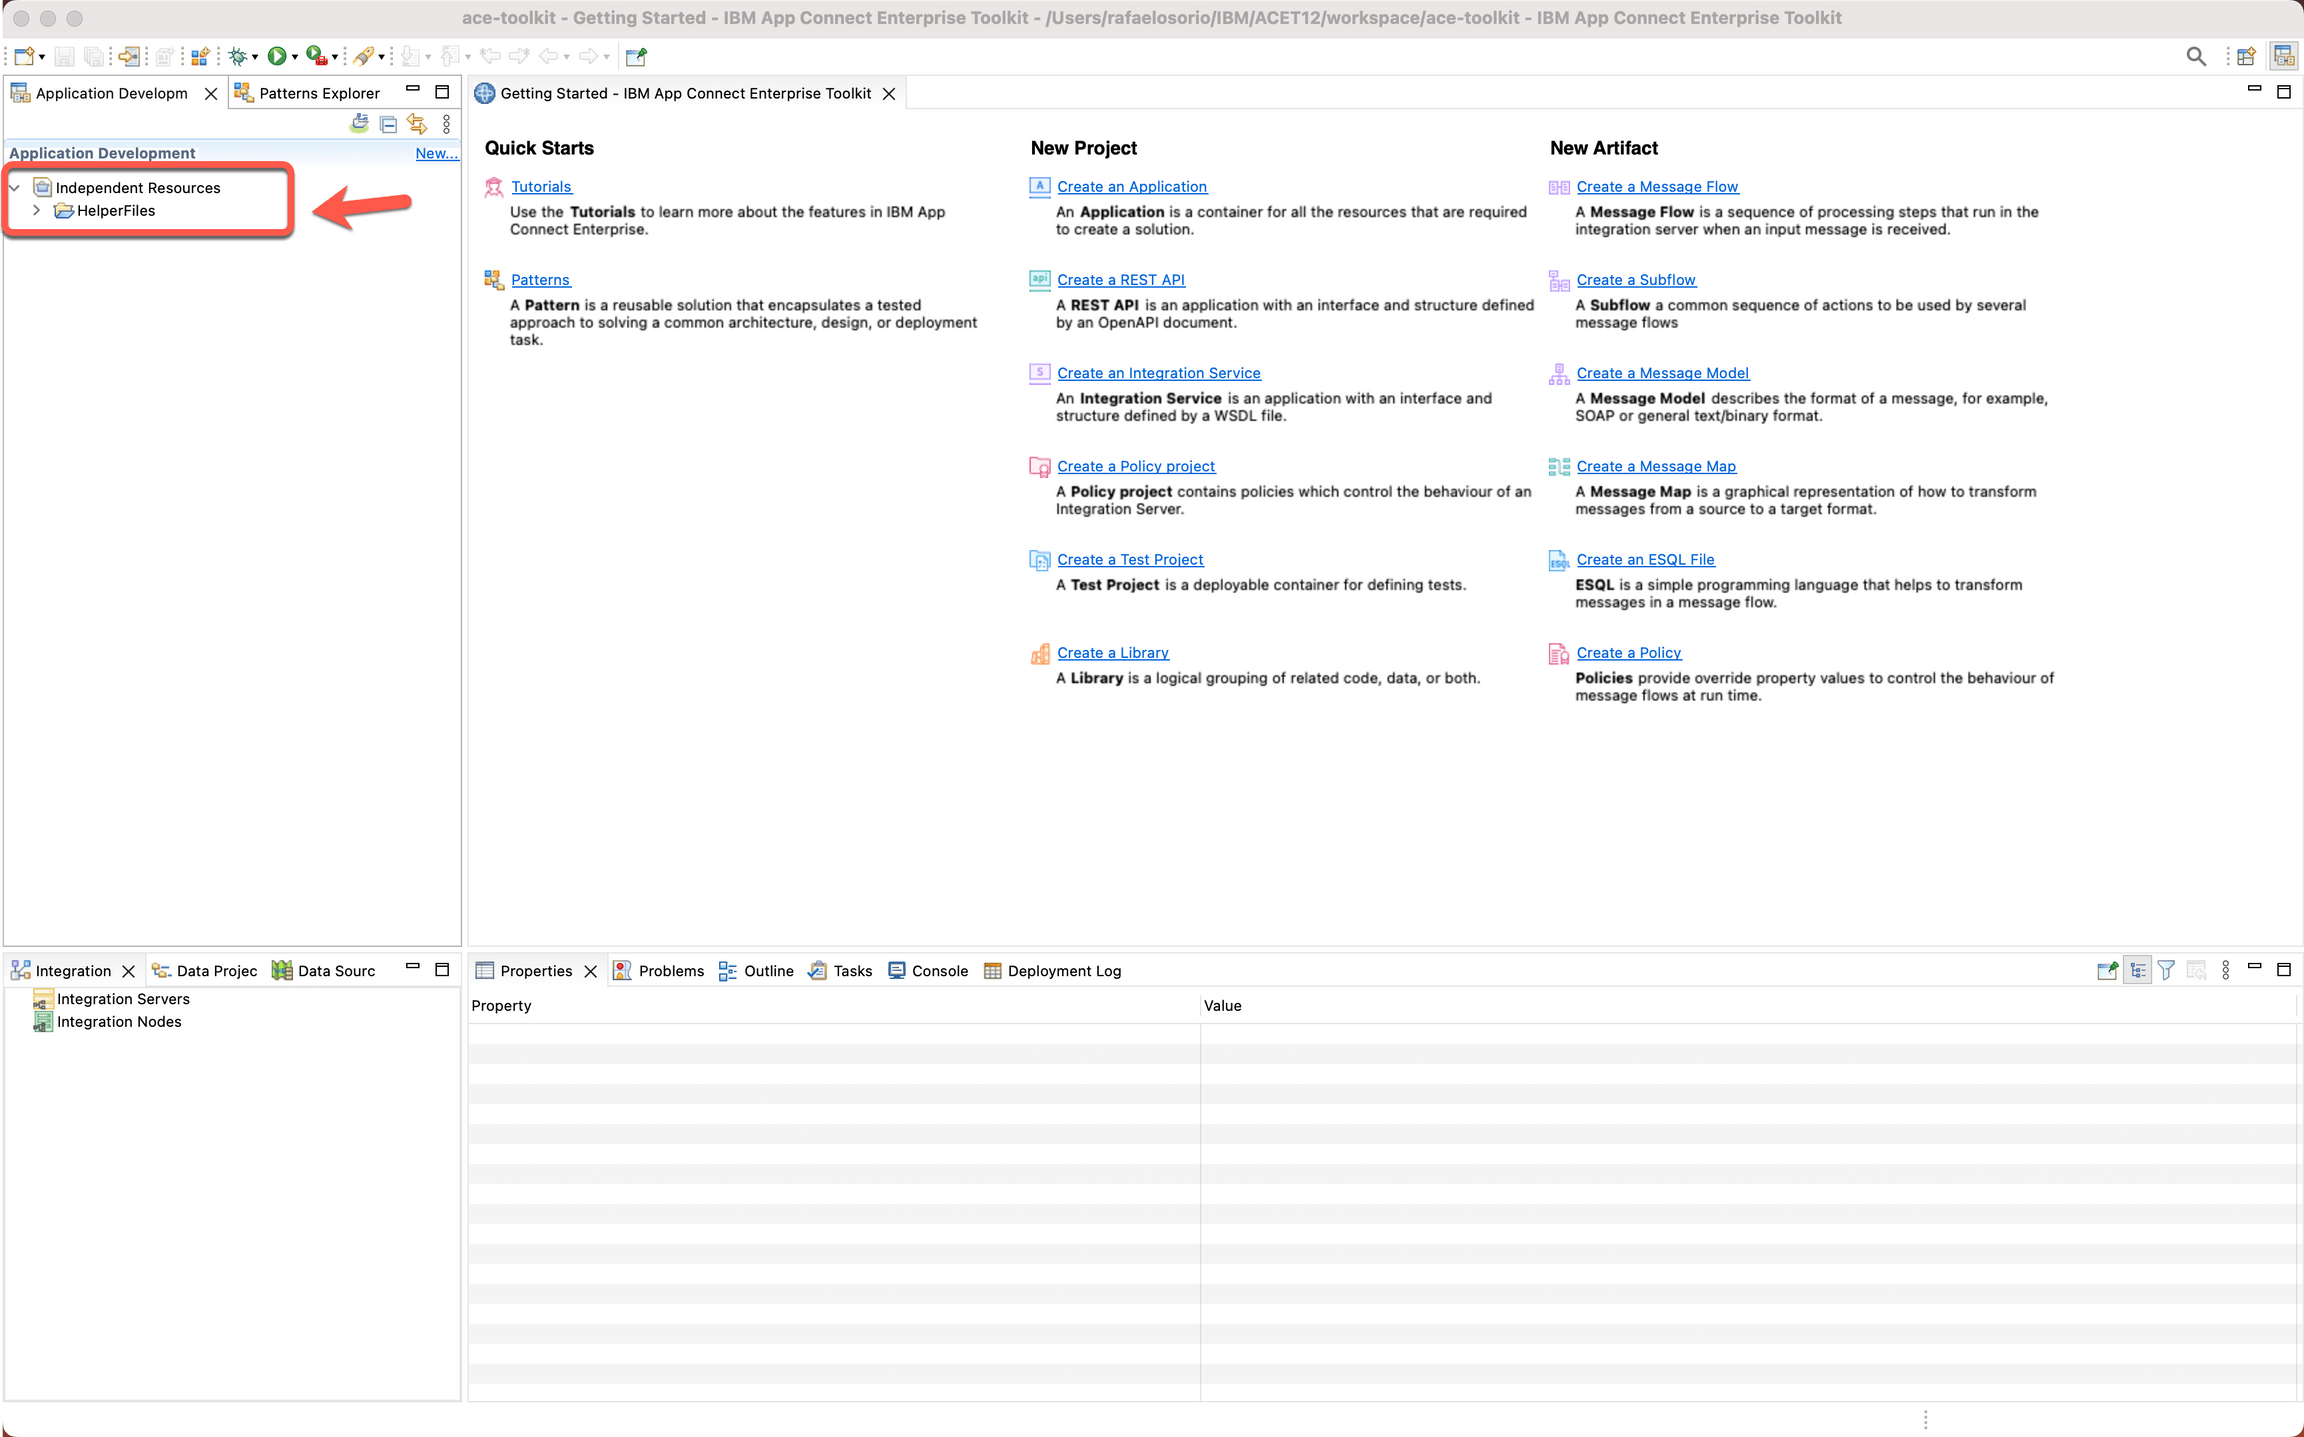 ace-toolkit - Getting Started - IBM App Connect Enterprise Toolkit - /Users/rafaelosorio/IBM/ACET12/workspace/ace-toolkit - IBM App Connect Enterprise Toolkit
Application Developm
Patterns Explorer
Application Development
New...
Independent Resources
HelperFiles
Getting Started - IBM App Connect Enterprise Toolkit
Quick Starts
Tutorials
Use the Tutorials to learn more about the features in IBM App
Connect Enterprise.
Patterns
A Pattern is a reusable solution that encapsulates a tested
approach to solving a common architecture, design, or deployment
task.
New Project
A
Create an Application
An Application is a container for all the resources that are required
to create a solution.
api
Create a REST API
A REST API is an application with an interface and structure defined
by an OpenAPI document.
S
Create an Integration Service
An Integration Service is an application with an interface and
structure defined by a WSDL file.
Create a Policy project
A Policy project contains policies which control the behaviour of an
Integration Server.
Create a Test Project
A Test Project is a deployable container for defining tests.
Create a Library
A Library is a logical grouping of related code, data, or both.
New Artifact
Create a Message Flow
A Message Flow is a sequence of processing steps that run in the
integration server when an input message is received.
Create a Subflow
A Subflow a common sequence of actions to be used by several
message flows
Create a Message Model
A Message Model describes the format of a message, for example,
SOAP or general text/binary format.
Create a Message Map
A Message Map is a graphical representation of how to transform
messages from a source to a target format.
ESQL
Create an ESQL File
ESQL is a simple programming language that helps to transform
messages in a message flow.
Create a Policy
Policies provide override property values to control the behaviour of
message flows at run time.
Integration
Data Projec
Data Sourc
Integration Servers
Integration Nodes
Properties
Problems
Outline
Tasks
Console
Deployment Log
Property
Value